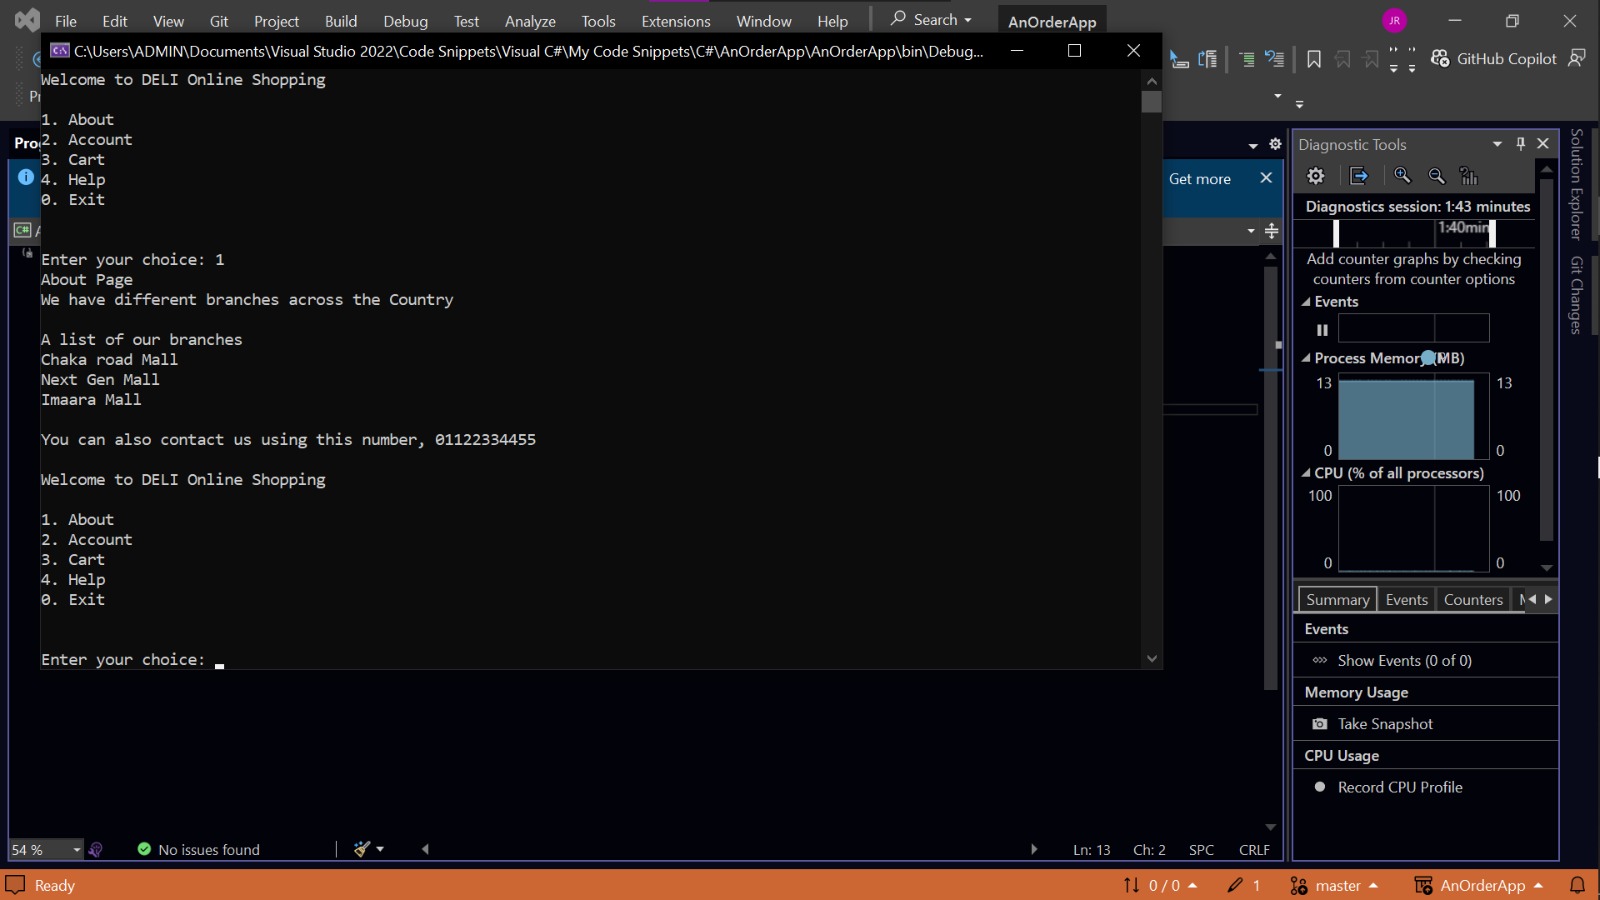 File Edit View Git Project Build Debug Test Analyze Tools Extensions Window Help Search AnOrderApp JR
C:\Users\ADMIN\Documents\Visual Studio 2022\Code Snippets\Visual C#\My Code Snippets\C#\AnOrderApp\AnOrderApp\bin\Debug...
GitHub Copilot
Welcome to DELI Online Shopping
1. About
2. Account
3. Cart
4. Help
0. Exit
Enter your choice: 1
About Page
We have different branches across the Country
A list of our branches
Chaka road Mall
Next Gen Mall
Imaara Mall
You can also contact us using this number, 01122334455
Welcome to DELI Online Shopping
1. About
2. Account
3. Cart
4. Help
0. Exit
Enter your choice:
Get more
Diagnostic Tools
Diagnostics session: 1:43 minutes
1:40min
Add counter graphs by checking
counters from counter options
Events
Process Memory (MB)
13 13
0 0
CPU (% of all processors)
100 100
0 0
Summary Events Counters
Events
Show Events (0 of 0)
Memory Usage
Take Snapshot
CPU Usage
Record CPU Profile
Solution Explorer
Git Changes
54 % No issues found Ln: 13 Ch: 2 SPC CRLF
Ready 0 / 0 1 master AnOrderApp